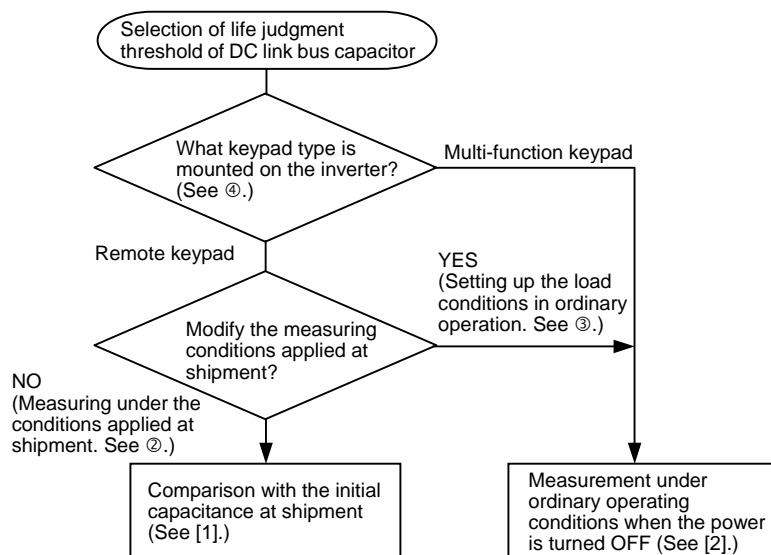 Selection of life judgment
threshold of DC link bus capacitor
What keypad type is
mounted on the inverter?
(See ④.)
Multi-function keypad
Remote keypad
YES
(Setting up the load
conditions in ordinary
operation. See ③.)
Modify the measuring
conditions applied at
shipment?
NO
(Measuring under the
conditions applied at
shipment. See ②.)
Comparison with the initial
capacitance at shipment
(See [1].)
Measurement under
ordinary operating
conditions when the power
is turned OFF (See [2].)